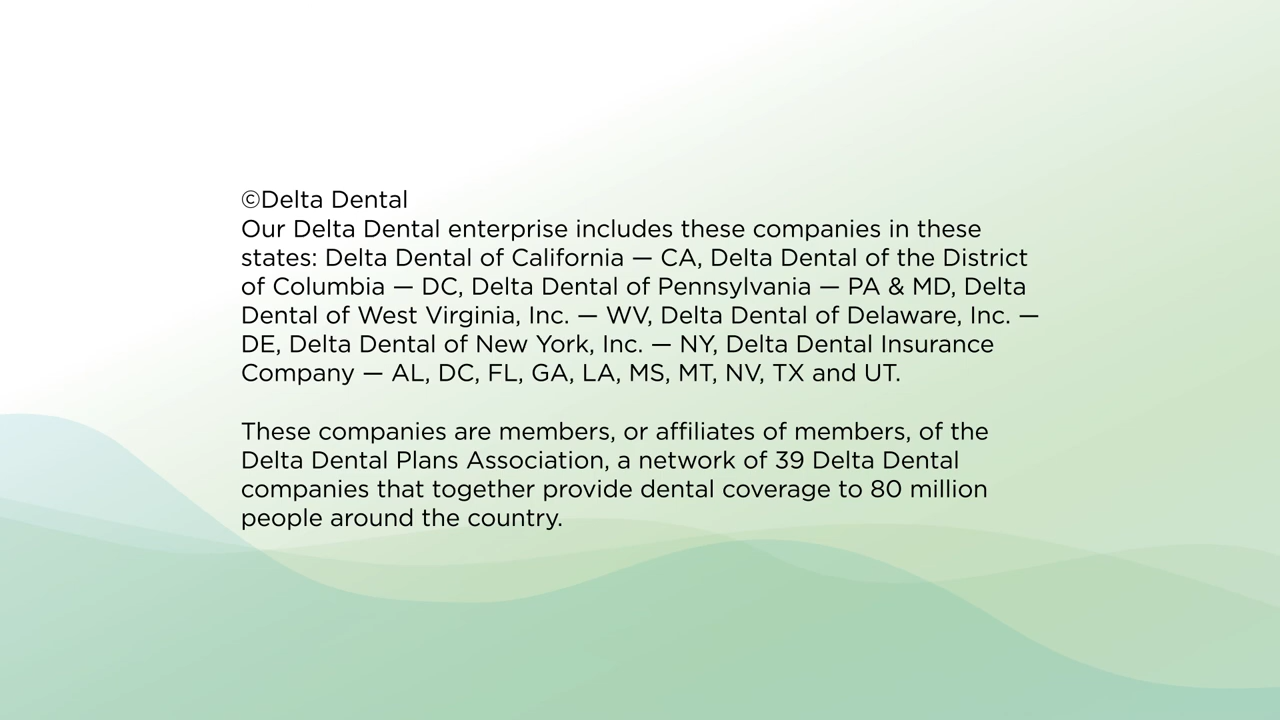 ©Delta Dental
Our Delta Dental enterprise includes these companies in these
states: Delta Dental of California — CA, Delta Dental of the District
of Columbia — DC, Delta Dental of Pennsylvania — PA & MD, Delta
Dental of West Virginia, Inc. — WV, Delta Dental of Delaware, Inc. —
DE, Delta Dental of New York, Inc. — NY, Delta Dental Insurance
Company — AL, DC, FL, GA, LA, MS, MT, NV, TX and UT.
These companies are members, or affiliates of members, of the
Delta Dental Plans Association, a network of 39 Delta Dental
companies that together provide dental coverage to 80 million
people around the country.